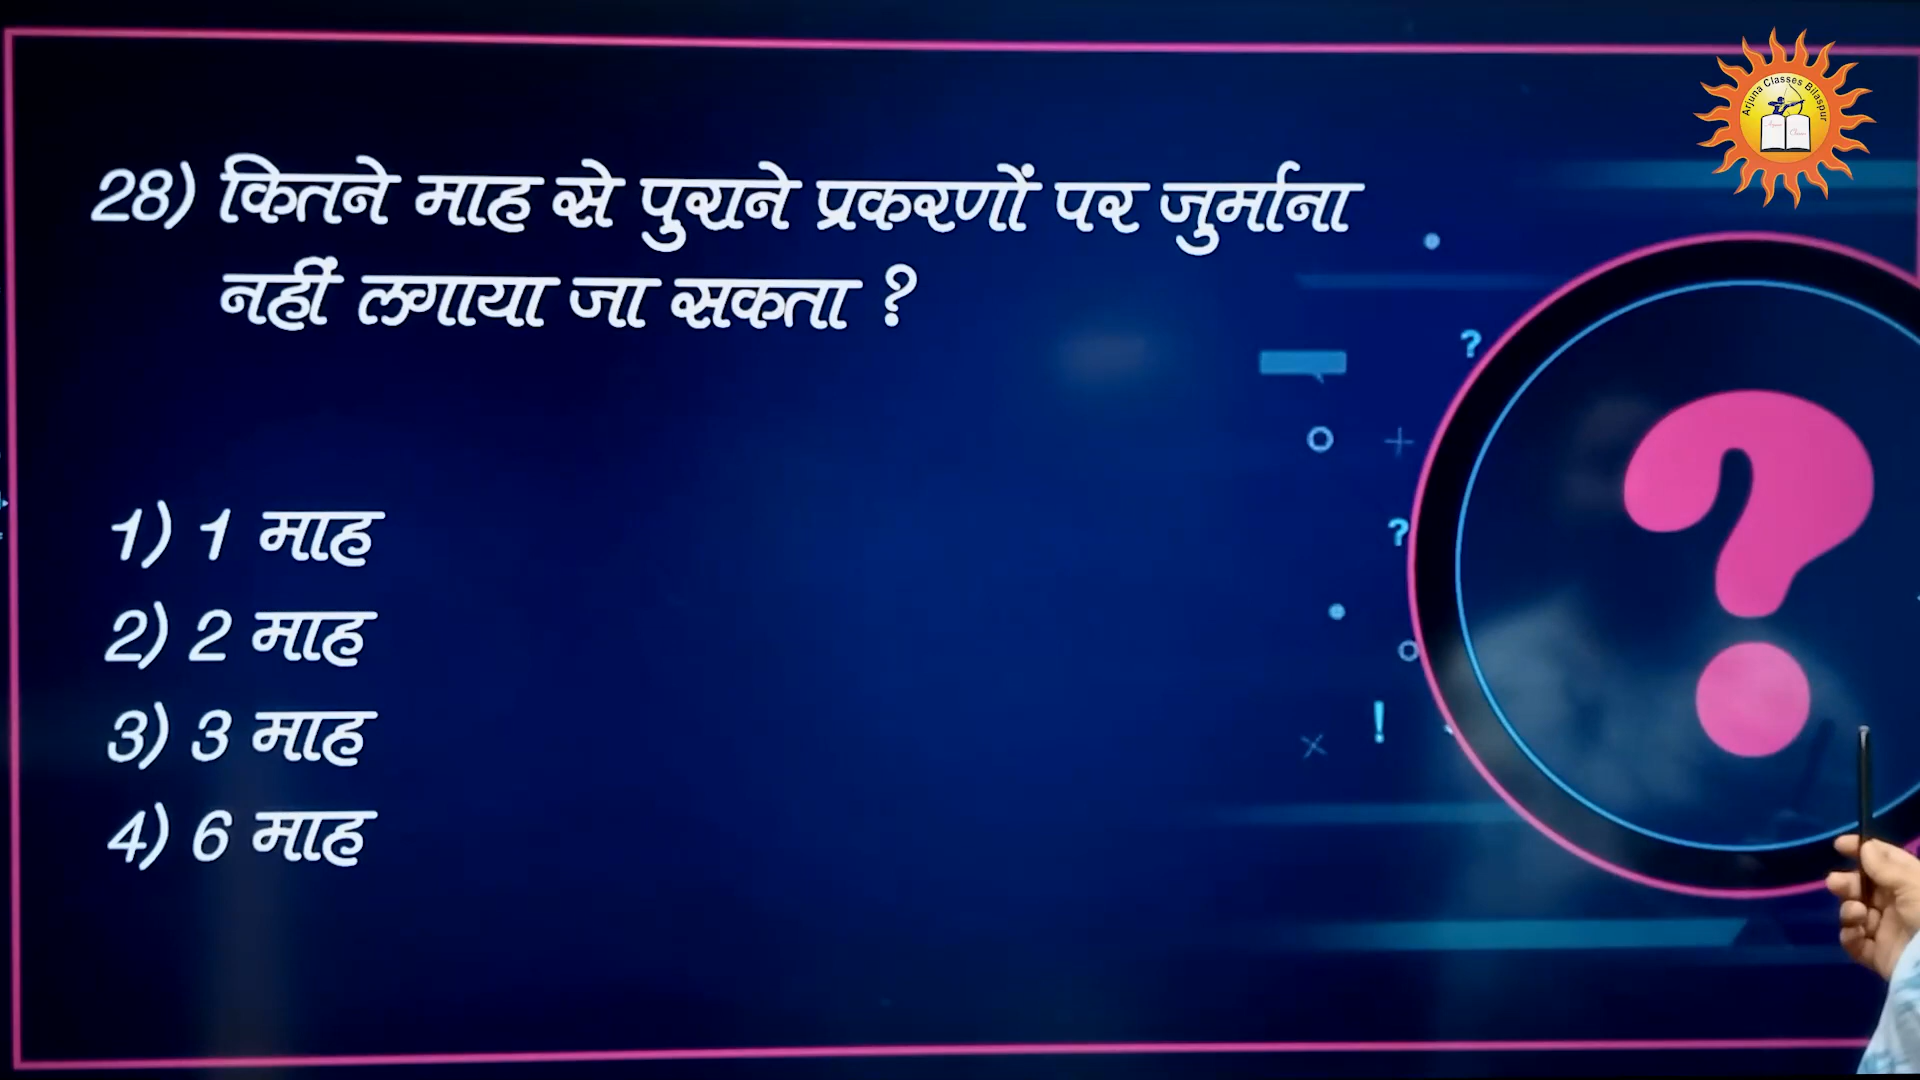 Arjuna Classes Bilaspur
28) कितने माह से पुराने प्रकरणों पर जुर्माना
नहीं लगाया जा सकता ?
?
?
!
?
1) 1 माह
2) 2 माह
3) 3 माह
4) 6 माह